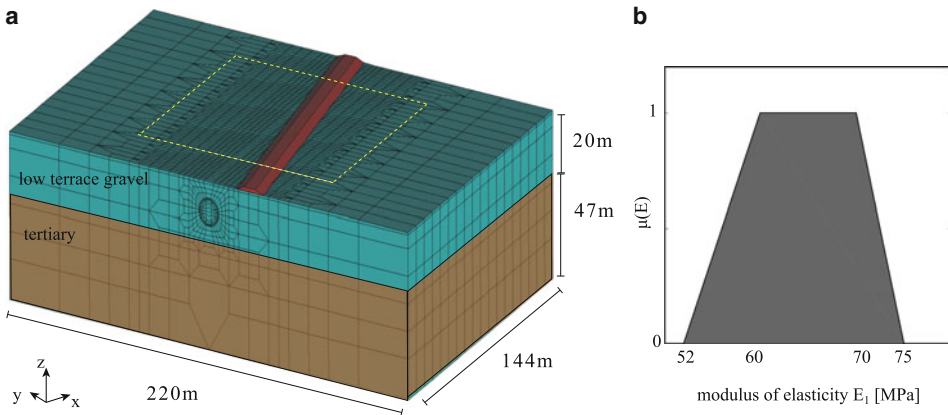 a
low terrace gravel
tertiary
20m
47m
144m
220m
z
y
x
b
μ(E)
1
0
52
60
70
75
modulus of elasticity E₁ [MPa]